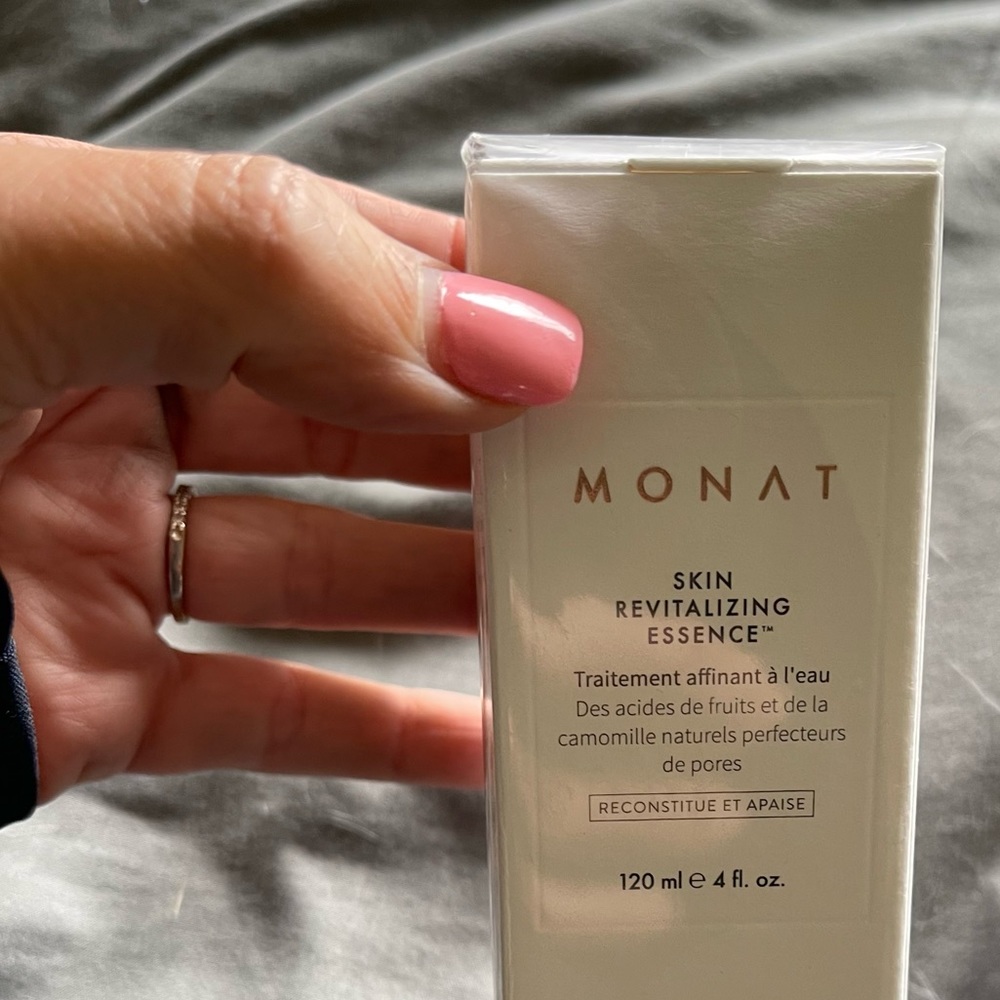 MONAT
SKIN
REVITALIZING
ESSENCE™
Traitement affinant à l'eau
Des acides de fruits et de la
camomille naturels perfecteurs
de pores
RECONSTITUE ET APAISE
120 ml ℮ 4 fl. oz.